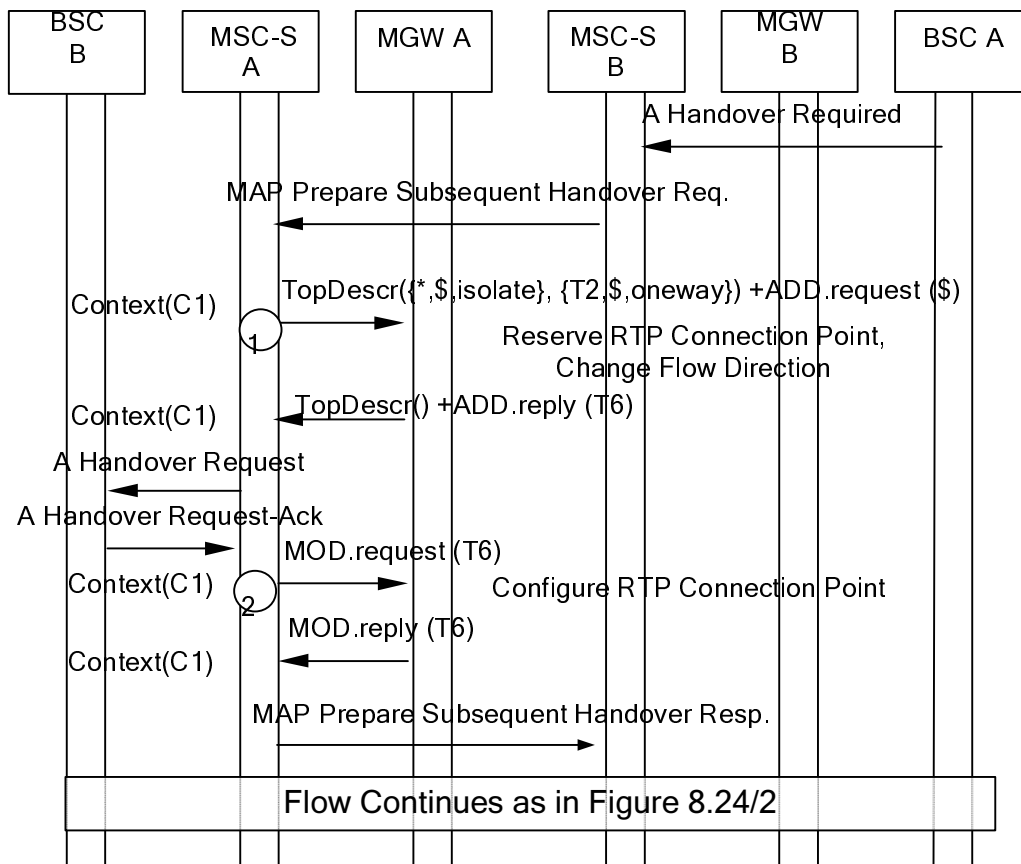 BSC
B
MSC-S
A
MGW A
MSC-S
B
MGW
B
BSC A
A Handover Required
MAP Prepare Subsequent Handover Req.
Context(C1)
TopDescr({*,$,isolate}, {T2,$,oneway}) +ADD.request ($)
1
Reserve RTP Connection Point,
Change Flow Direction
Context(C1)
TopDescr() +ADD.reply (T6)
A Handover Request
A Handover Request-Ack
MOD.request (T6)
Context(C1)
2
Configure RTP Connection Point
MOD.reply (T6)
Context(C1)
MAP Prepare Subsequent Handover Resp.
Flow Continues as in Figure 8.24/2